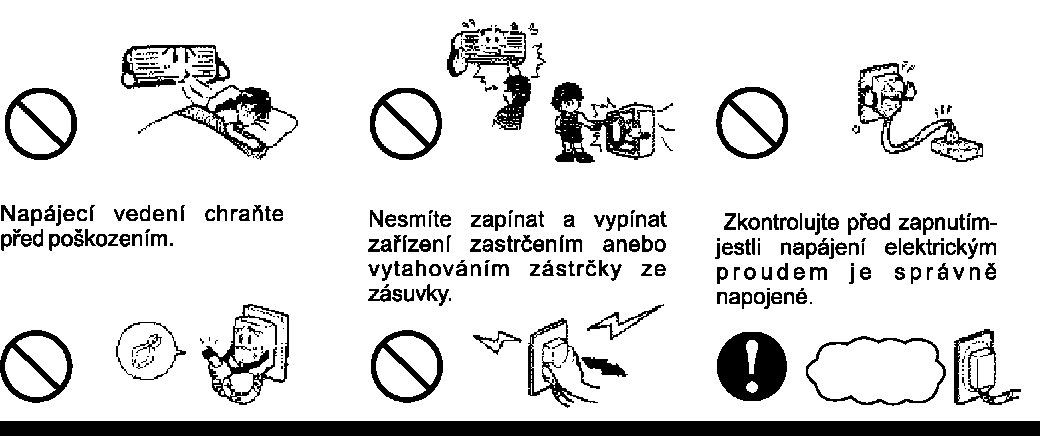 Napájecí vedení chraňte
před poškozením.
Nesmíte zapínat a vypínat
zařízení zastrčením anebo
vytahováním zástrčky ze
zásuvky.
Zkontrolujte před zapnutím-
jestli napájení elektrickým
proudem je správně
napojené.